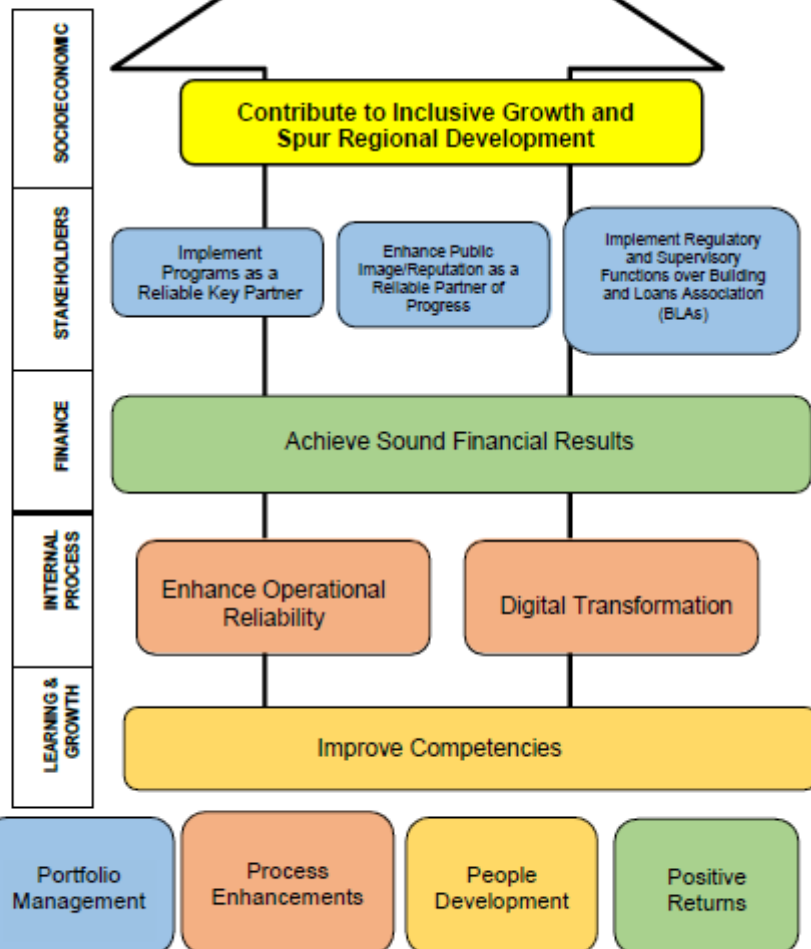 SOCIOECONOMIC
Contribute to Inclusive Growth and
Spur Regional Development
STAKEHOLDERS
Implement
Programs as a
Reliable Key Partner
Enhance Public
Image/Reputation as a
Reliable Partner of
Progress
Implement Regulatory
and Supervisory
Functions over Building
and Loans Association
(BLAs)
FINANCE
Achieve Sound Financial Results
INTERNAL
PROCESS
Enhance Operational
Reliability
Digital Transformation
LEARNING &
GROWTH
Improve Competencies
Portfolio
Management
Process
Enhancements
People
Development
Positive
Returns